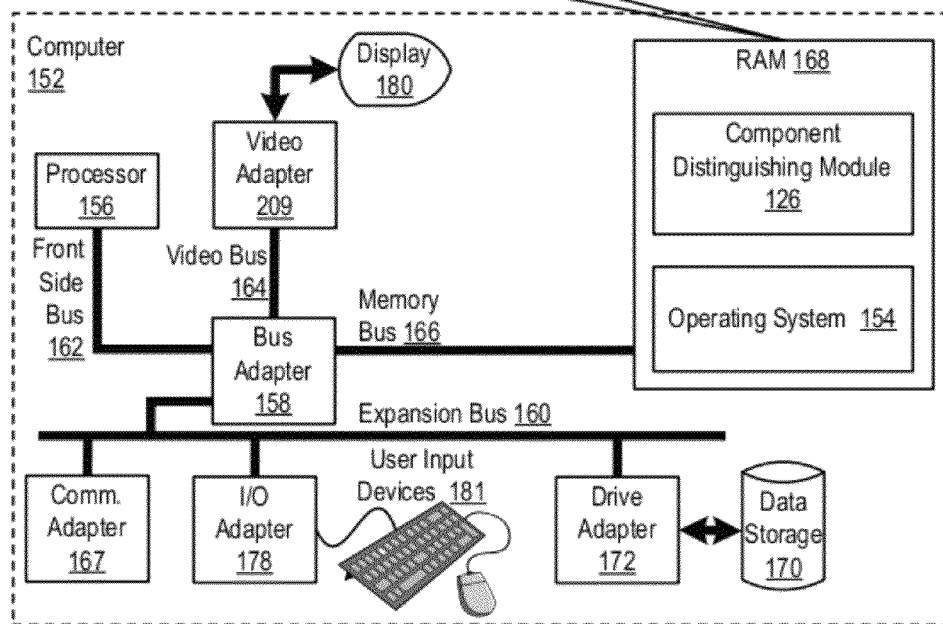 Computer
152
Display
180
RAM 168
Video
Adapter
209
Component
Distinguishing Module
126
Processor
156
Front
Side
Bus
162
Video Bus
164
Memory
Bus 166
Operating System 154
Bus
Adapter
158
Expansion Bus 160
Comm.
Adapter
167
I/O
Adapter
178
User Input
Devices 181
Drive
Adapter
172
Data
Storage
170